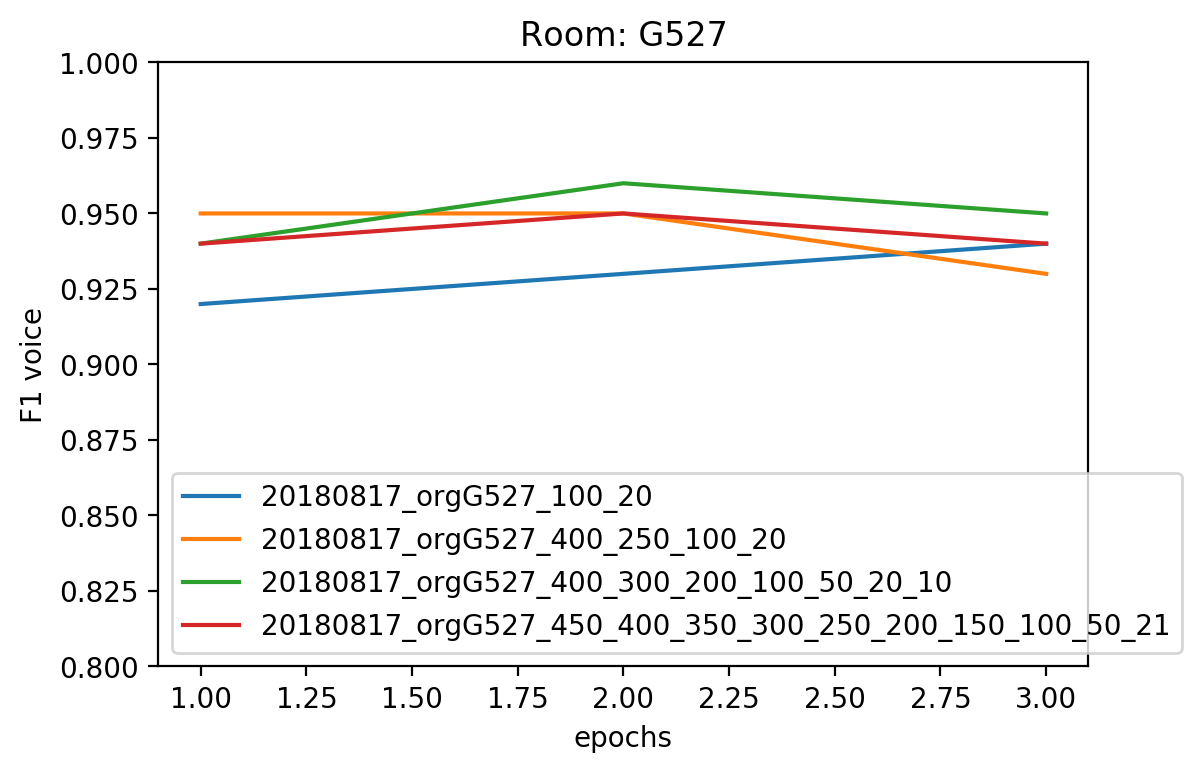 Room: G527
1.000
0.975
0.950
0.925
0.900
0.875
0.850
0.825
0.800
F1 voice
20180817_orgG527_100_20
20180817_orgG527_400_250_100_20
20180817_orgG527_400_300_200_100_50_20_10
20180817_orgG527_450_400_350_300_250_200_150_100_50_21
1.00 1.25 1.50 1.75 2.00 2.25 2.50 2.75 3.00
epochs